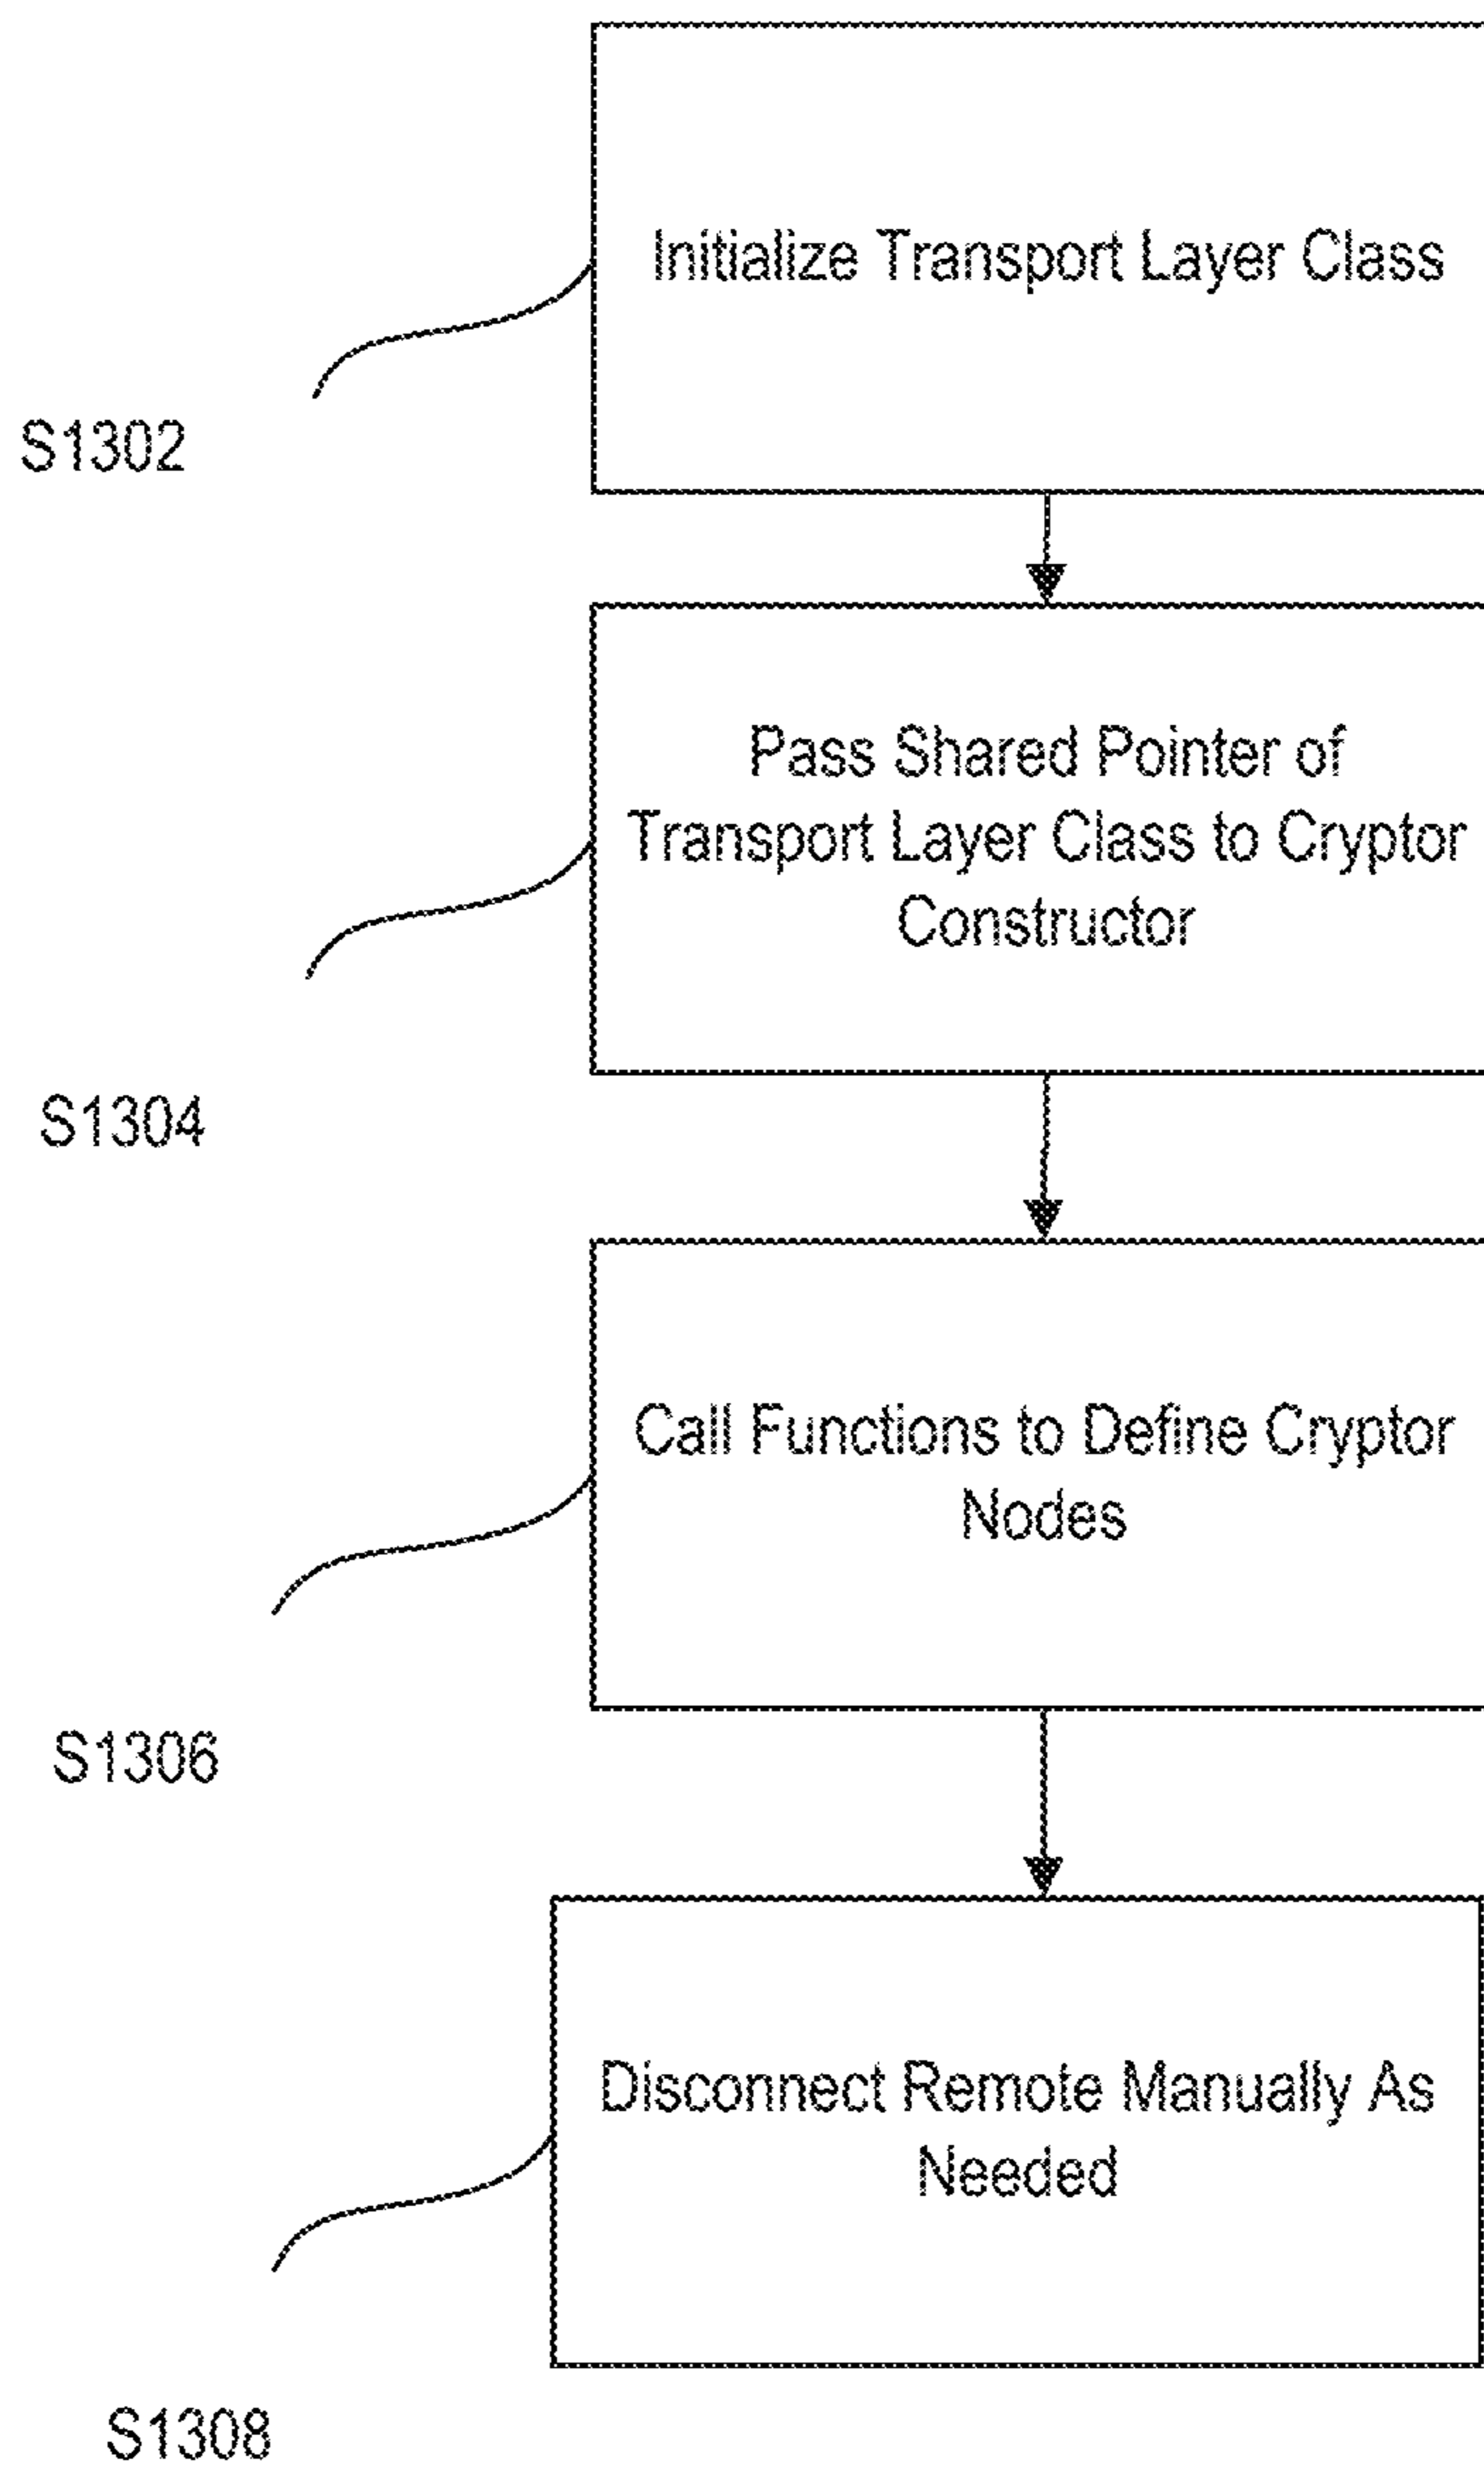 Initialize Transport Layer Class
S1302
Pass Shared Pointer of
Transport Layer Class to Cryptor
Constructor
S1304
Call Functions to Define Cryptor
Nodes
S1306
Disconnect Remote Manually As
Needed
S1308